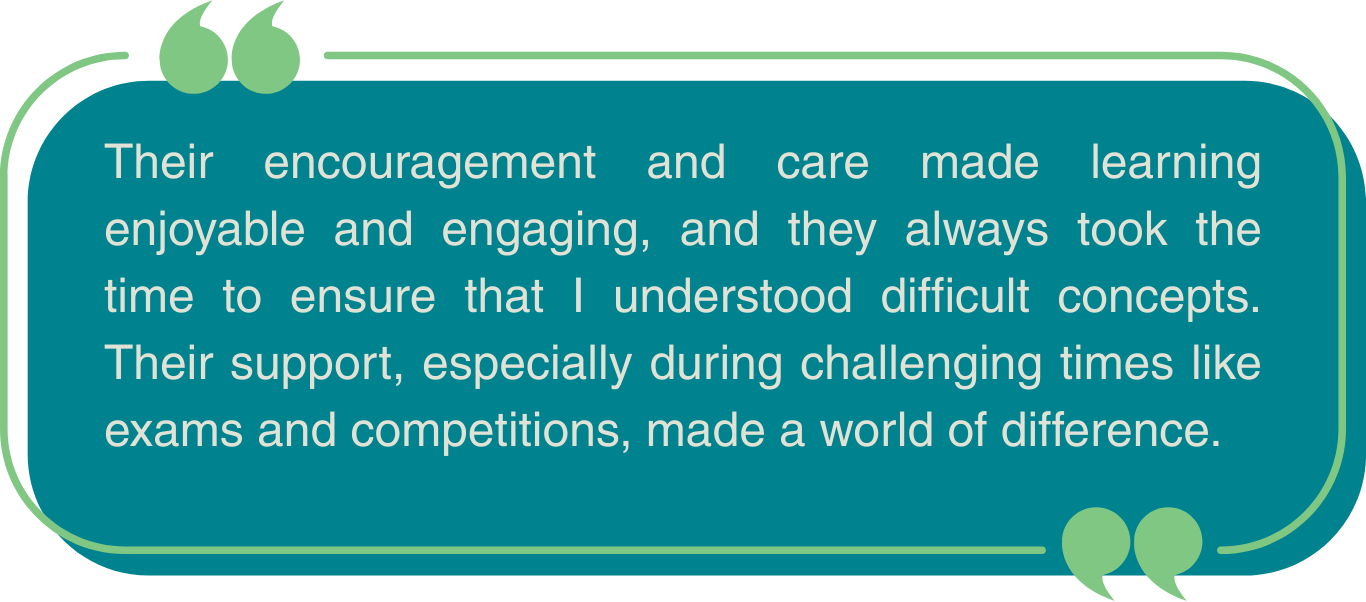 Their encouragement and care made learning
enjoyable and engaging, and they always took the
time to ensure that I understood difficult concepts.
Their support, especially during challenging times like
exams and competitions, made a world of difference.